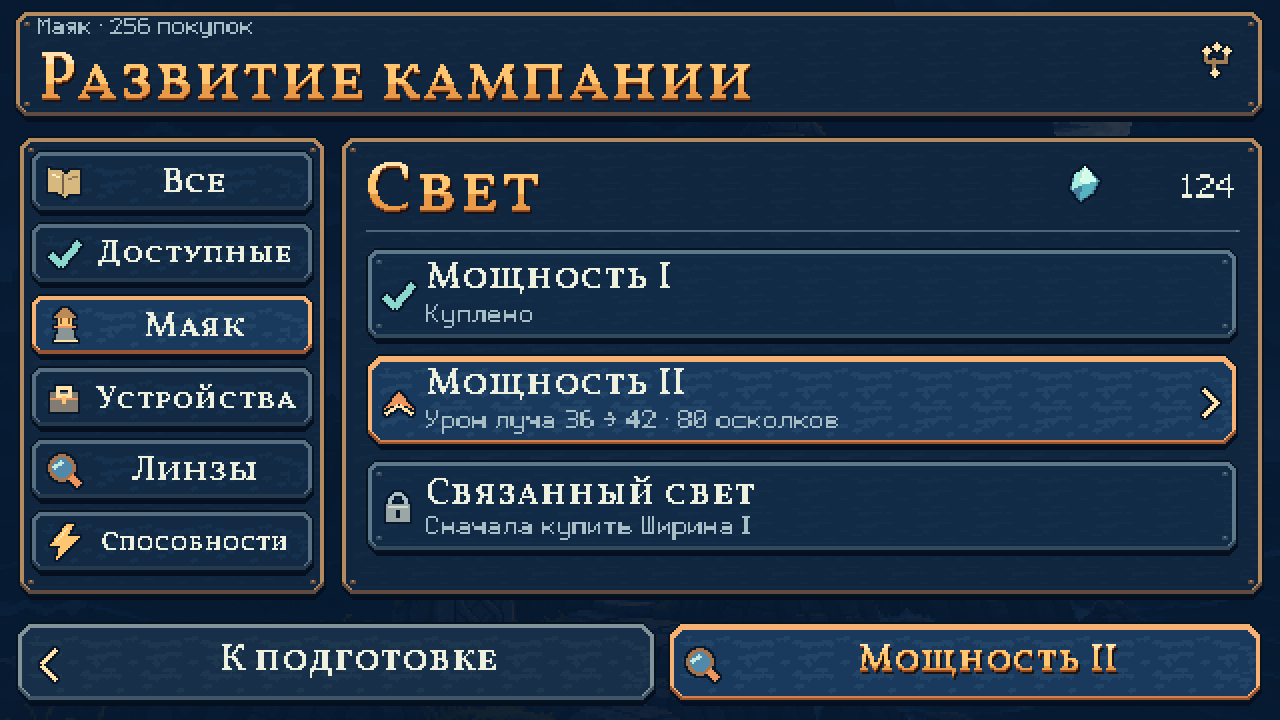 Маяк · 256 покупок
Развитие кампании
Все
Доступные
Маяк
Устройства
Линзы
Способности
Свет
124
Мощность I
Куплено
Мощность II
Урон луча 36 → 42 · 80 осколков
Связанный свет
Сначала купить Ширина I
К подготовке
Мощность II